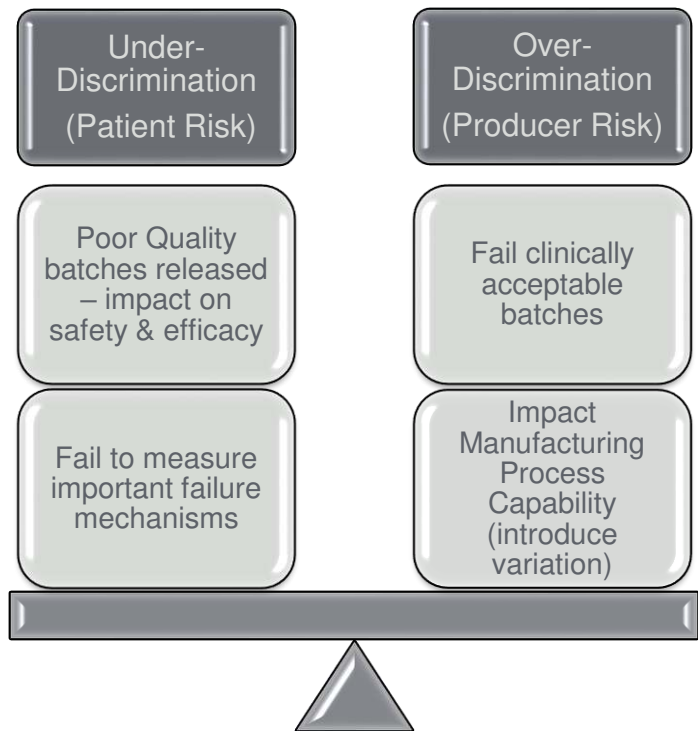 Under-
Discrimination
(Patient Risk)
Over-
Discrimination
(Producer Risk)
Poor Quality
batches released
– impact on
safety & efficacy
Fail clinically
acceptable
batches
Fail to measure
important failure
mechanisms
Impact
Manufacturing
Process
Capability
(introduce
variation)